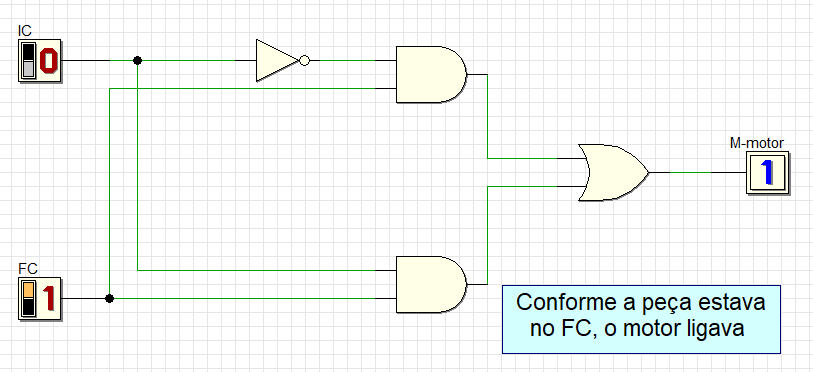 IC
0
M-motor
1
FC
1
Conforme a peça estava
no FC, o motor ligava